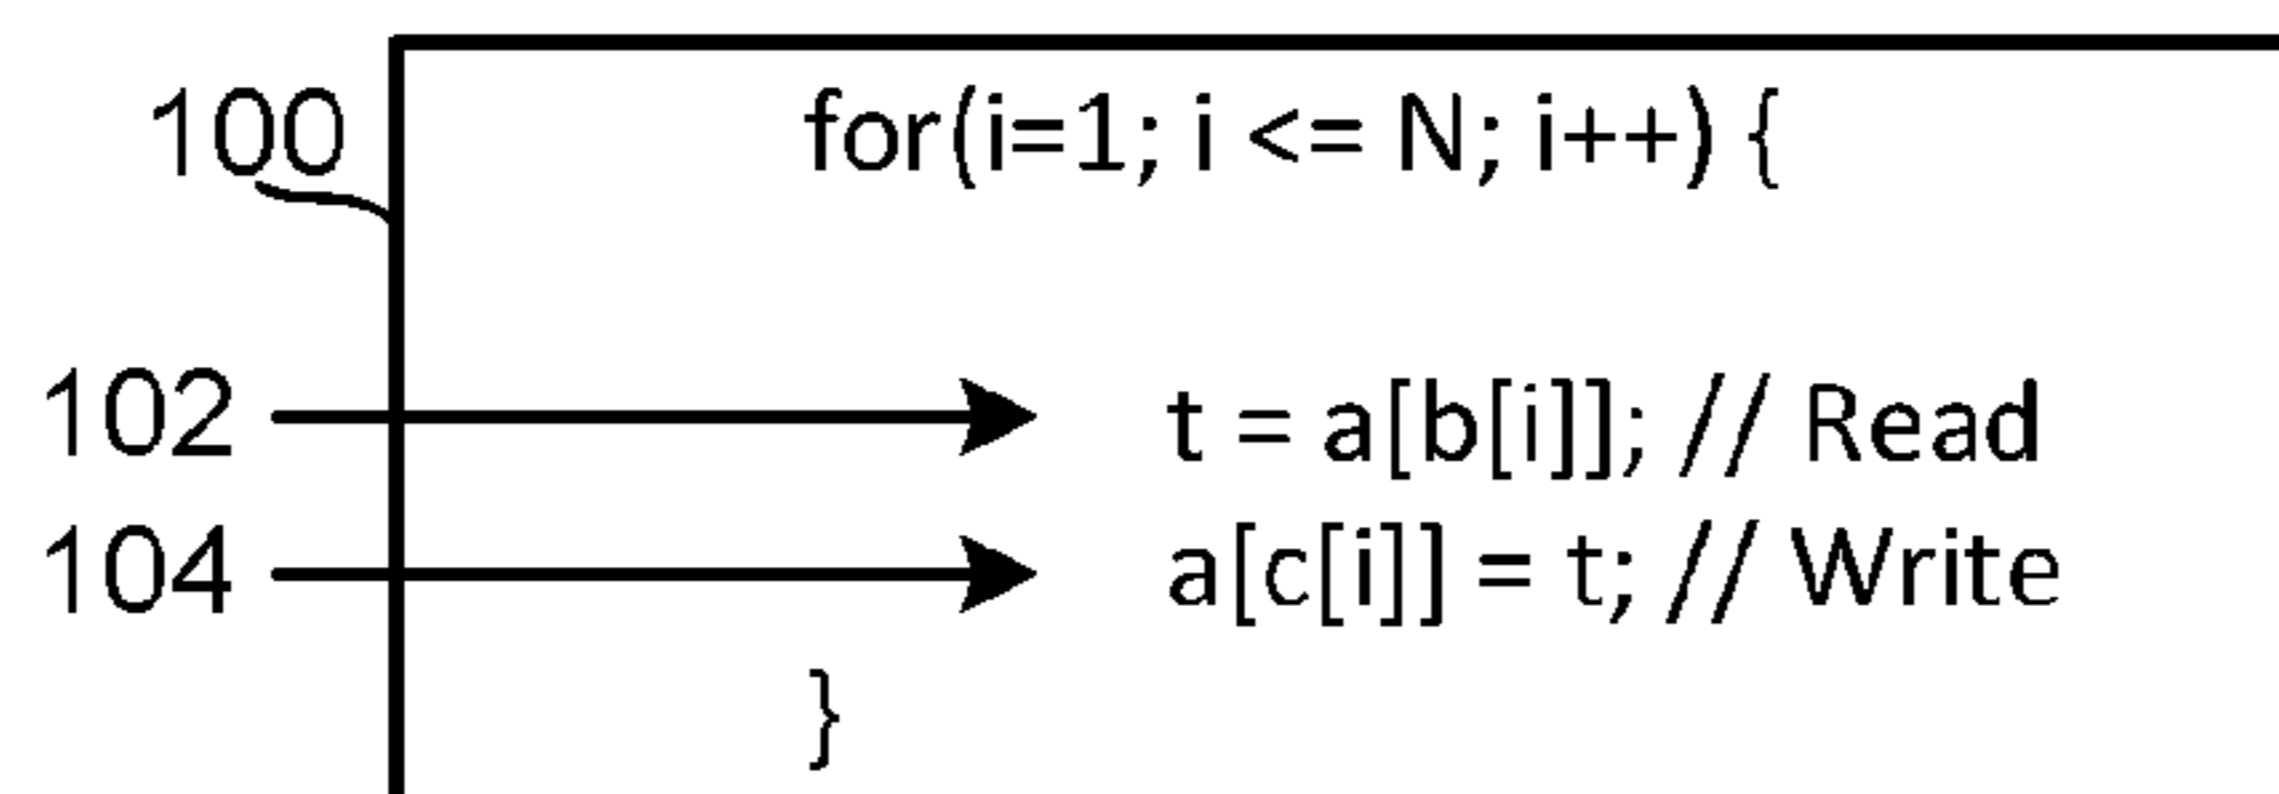 100 for(i=1; i <= N; i++) {
102 t = a[b[i]]; // Read
104 a[c[i]] = t; // Write
}